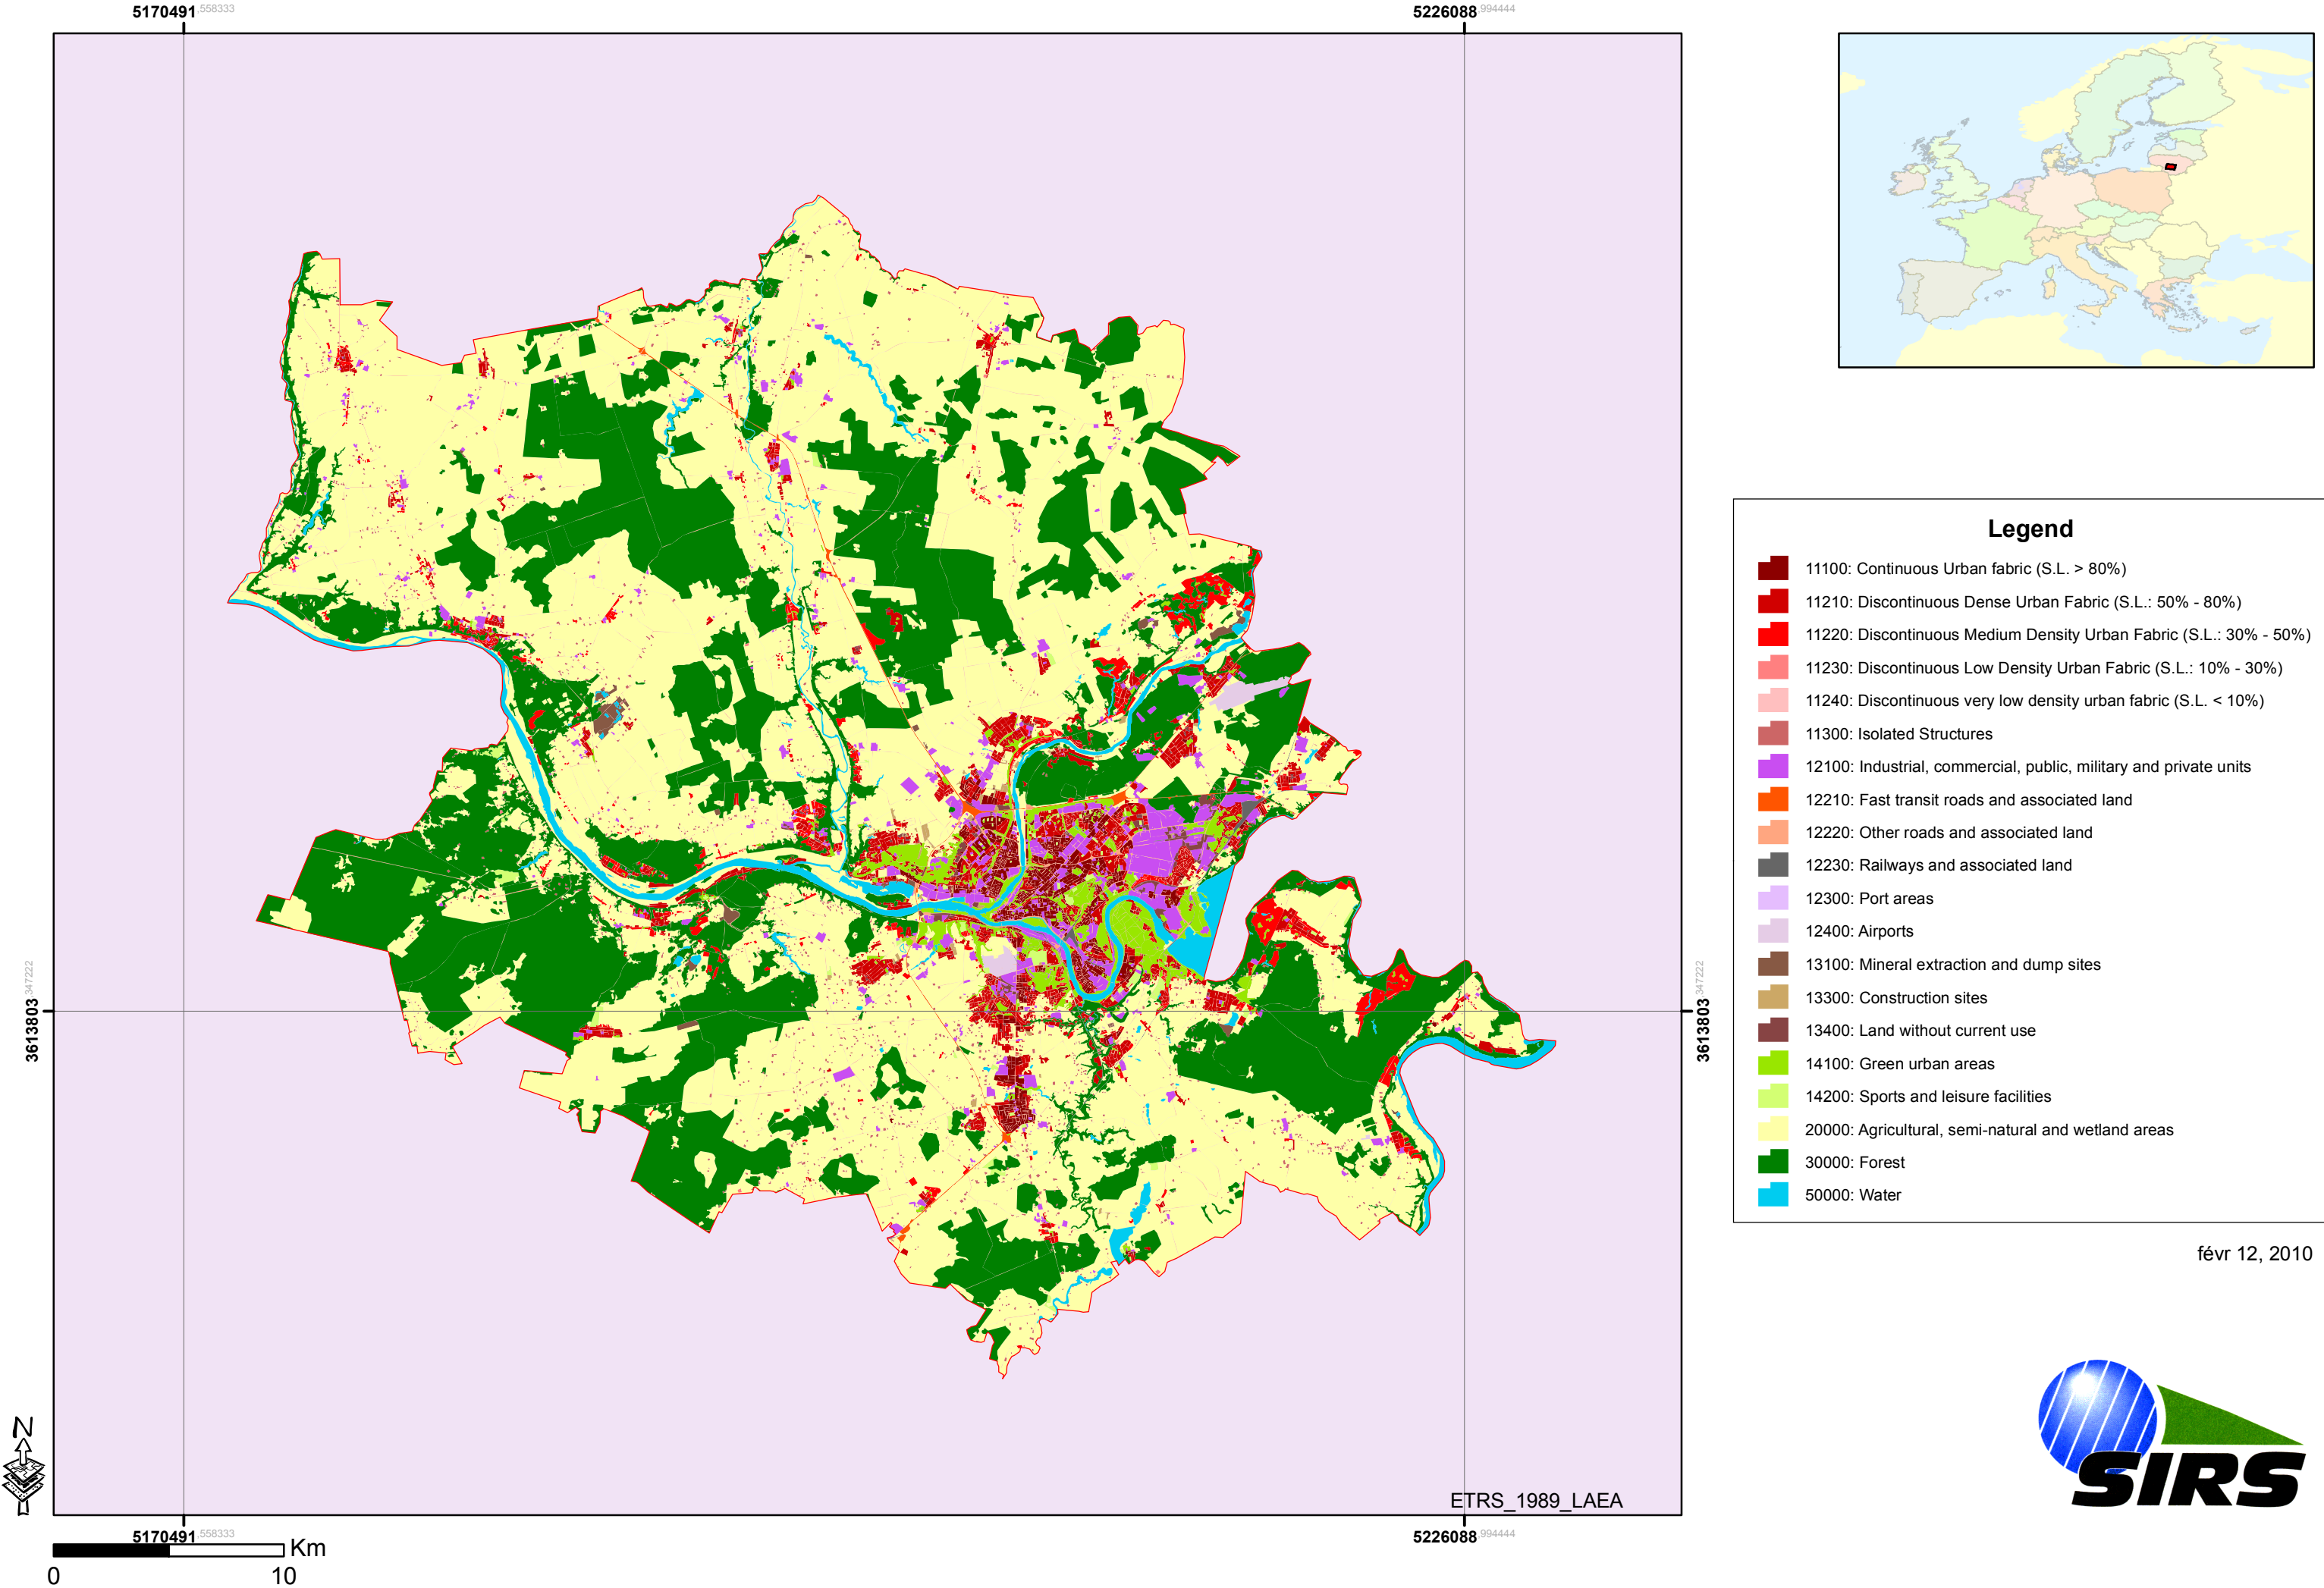 5170491,558333 5226088,994444
Legend
11100: Continuous Urban fabric (S.L. > 80%)
11210: Discontinuous Dense Urban Fabric (S.L.: 50% - 80%)
11220: Discontinuous Medium Density Urban Fabric (S.L.: 30% - 50%)
11230: Discontinuous Low Density Urban Fabric (S.L.: 10% - 30%)
11240: Discontinuous very low density urban fabric (S.L. < 10%)
11300: Isolated Structures
12100: Industrial, commercial, public, military and private units
12210: Fast transit roads and associated land
12220: Other roads and associated land
12230: Railways and associated land
12300: Port areas
12400: Airports
13100: Mineral extraction and dump sites
13300: Construction sites
13400: Land without current use
14100: Green urban areas
14200: Sports and leisure facilities
20000: Agricultural, semi-natural and wetland areas
30000: Forest
50000: Water
3613803,347222
3613803,347222
févr 12, 2010
N
SIRS
ETRS_1989_LAEA
5170491,558333 5226088,994444
Km
0 10